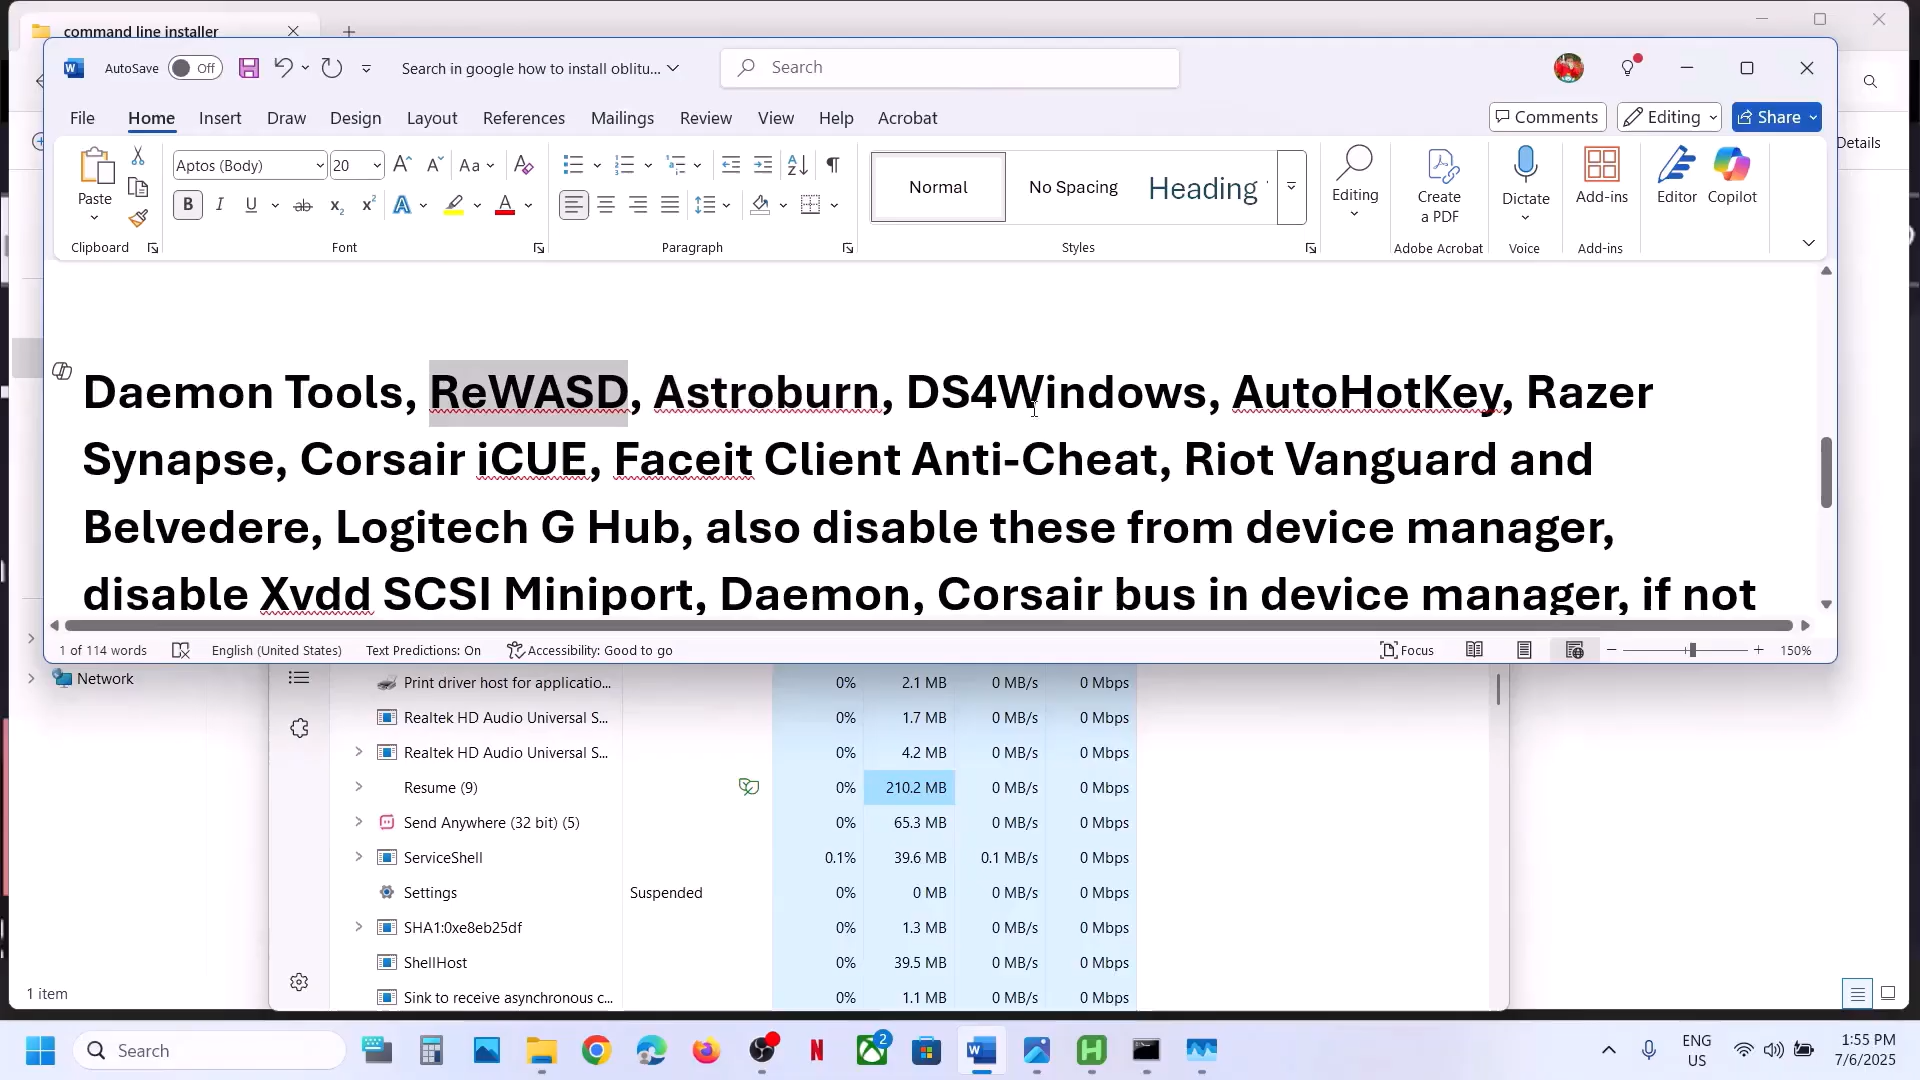 command line installer
AutoSave Off Search in google how to install oblitu... Search
File Home Insert Draw Design Layout References Mailings Review View Help Acrobat Comments Editing Share
Details
Aptos (Body) 20 Aa
Paste
Normal No Spacing Heading
Editing Create a PDF Dictate Add-ins Editor Copilot
Clipboard Font Paragraph Styles Adobe Acrobat Voice Add-ins
Daemon Tools, ReWASD, Astroburn, DS4Windows, AutoHotKey, Razer
Synapse, Corsair iCUE, Faceit Client Anti-Cheat, Riot Vanguard and
Belvedere, Logitech G Hub, also disable these from device manager,
disable Xvdd SCSI Miniport, Daemon, Corsair bus in device manager, if not
1 of 114 words English (United States) Text Predictions: On Accessibility: Good to go Focus 150%
Network
Print driver host for applicatio... 0% 2.1 MB 0 MB/s 0 Mbps
Realtek HD Audio Universal S... 0% 1.7 MB 0 MB/s 0 Mbps
Realtek HD Audio Universal S... 0% 4.2 MB 0 MB/s 0 Mbps
Resume (9) 0% 210.2 MB 0 MB/s 0 Mbps
Send Anywhere (32 bit) (5) 0% 65.3 MB 0 MB/s 0 Mbps
ServiceShell 0.1% 39.6 MB 0.1 MB/s 0 Mbps
Settings Suspended 0% 0 MB 0 MB/s 0 Mbps
SHA1:0xe8eb25df 0% 1.3 MB 0 MB/s 0 Mbps
ShellHost 0% 39.5 MB 0 MB/s 0 Mbps
Sink to receive asynchronous c... 0% 1.1 MB 0 MB/s 0 Mbps
1 item
Search 2 ENG US 1:55 PM 7/6/2025